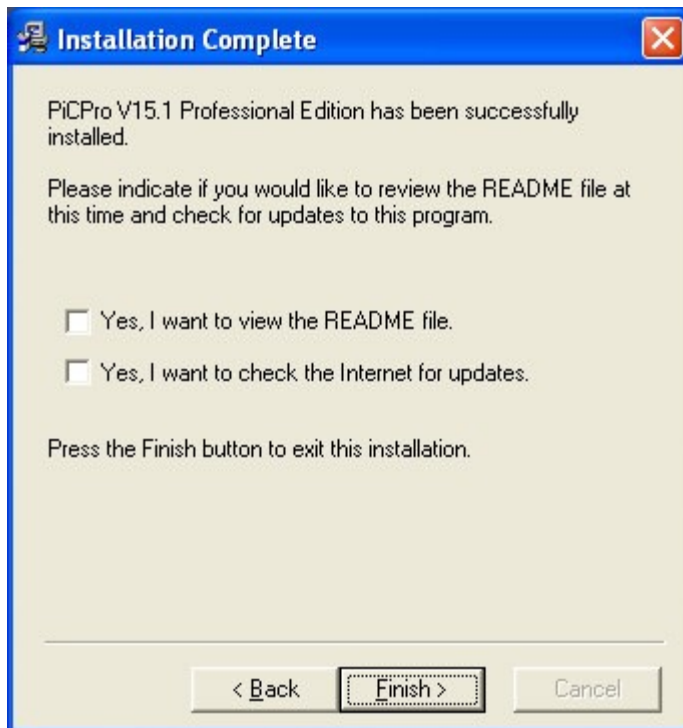 Installation Complete
PiCPro V15.1 Professional Edition has been successfully
installed.
Please indicate if you would like to review the README file at
this time and check for updates to this program.
Yes, I want to view the README file.
Yes, I want to check the Internet for updates.
Press the Finish button to exit this installation.
< Back
Finish >
Cancel